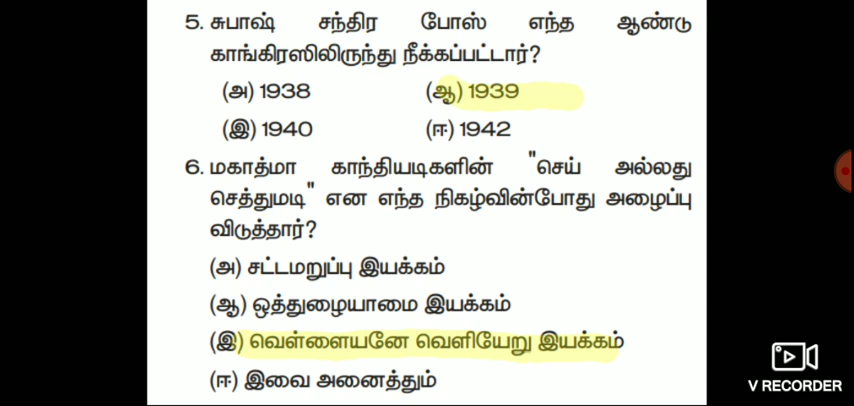 5. சுபாஷ் சந்திர போஸ் எந்த ஆண்டு
காங்கிரஸிலிருந்து நீக்கப்பட்டார்?
(அ) 1938 (ஆ) 1939
(இ) 1940 (ஈ) 1942
6. மகாத்மா காந்தியடிகளின் "செய் அல்லது
செத்துமடி" என எந்த நிகழ்வின்போது அழைப்பு
விடுத்தார்?
(அ) சட்டமறுப்பு இயக்கம்
(ஆ) ஒத்துழையாமை இயக்கம்
(இ) வெள்ளையனே வெளியேறு இயக்கம்
(ஈ) இவை அனைத்தும்
V RECORDER